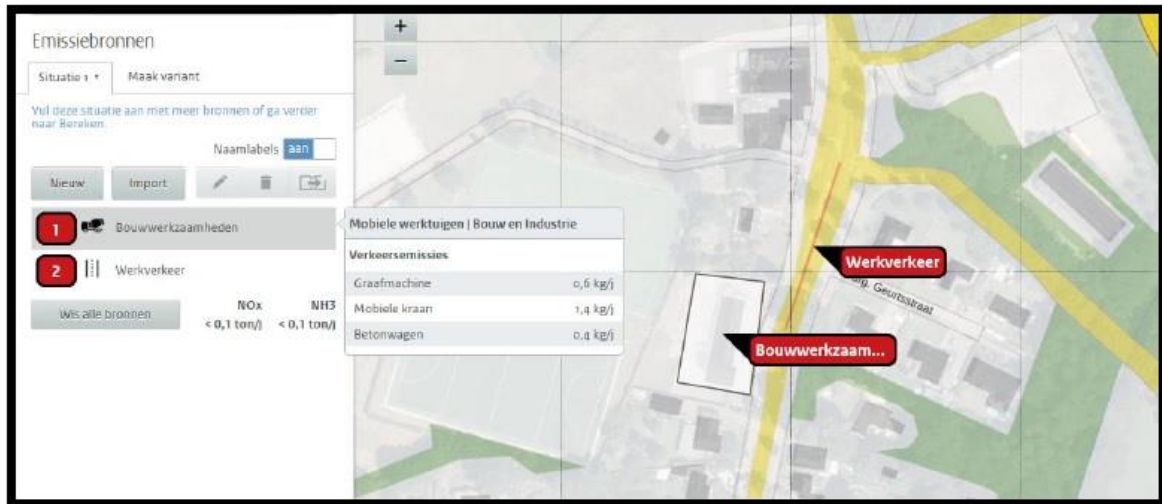 Emissiebronnen
Situatie 1
Maak variant
Vul deze situatie aan met meer bronnen of ga verder
naar Bereken.
Naamlabels aan
Nieuw
Import
1 Bouwwerkzaamheden
2 Werkverkeer
Wis alle bronnen
NOx NH3
< 0,1 ton/j < 0,1 ton/j
+
−
Mobiele werktuigen | Bouw en Industrie
Verkeersemissies
Graafmachine 0,6 kg/j
Mobiele kraan 1,4 kg/j
Betonwagen 0,4 kg/j
Werkverkeer
rg. Geurtsstraat
Bouwwerkzaam...